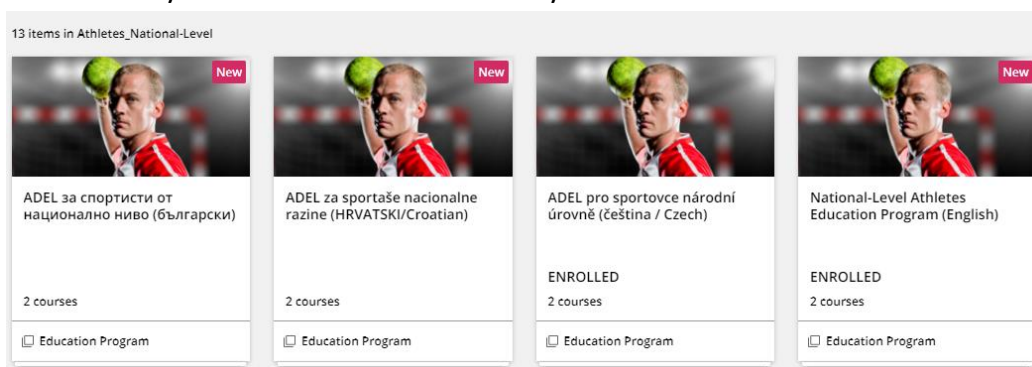 13 items in Athletes_National-Level
New
New
New
ADEL за спортисти от
национално ниво (български)
2 courses
Education Program
ADEL za sportaše nacionalne
razine (HRVATSKI/Croatian)
2 courses
Education Program
ADEL pro sportovce národní
úrovně (čeština / Czech)
ENROLLED
2 courses
Education Program
National-Level Athletes
Education Program (English)
ENROLLED
2 courses
Education Program